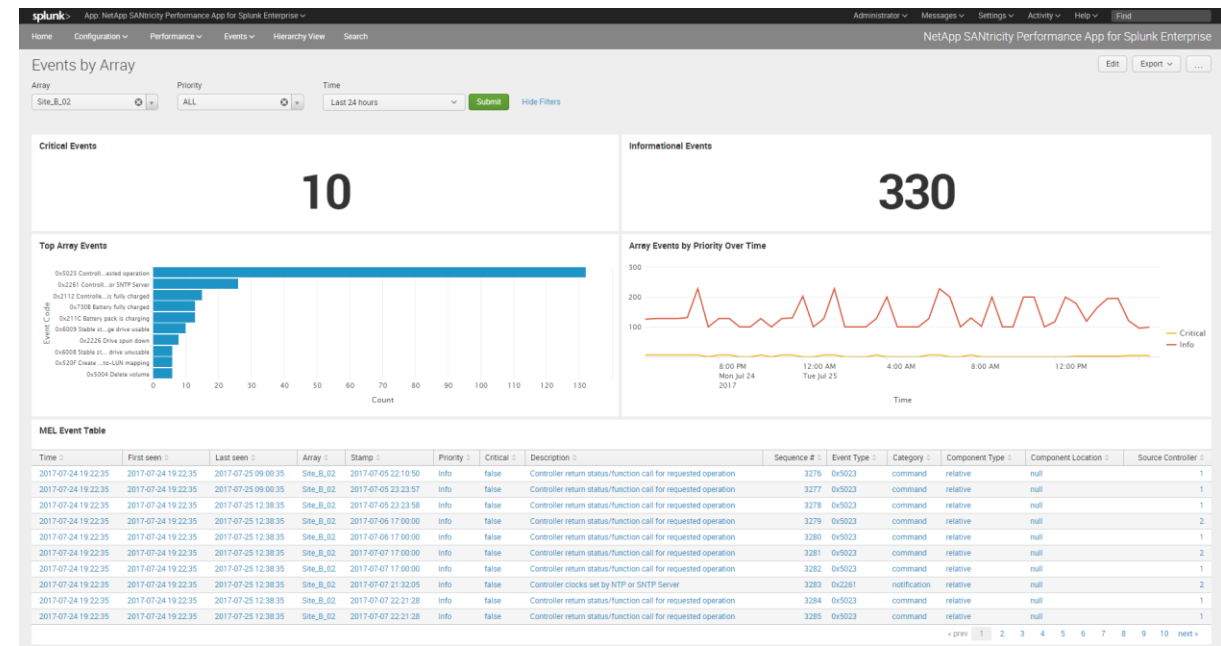 splunk> App: NetApp SANtricity Performance App for Splunk Enterprise Administrator Messages Settings Activity Help Find
Home Configuration Performance Events Hierarchy View Search NetApp SANtricity Performance App for Splunk Enterprise
Events by Array Edit Export ...
Array Priority Time
Site_B_02 ALL Last 24 hours Submit Hide Filters
Critical Events Informational Events
10 330
Top Array Events
Event Code
0x5023 Controll...ested operation
0x2261 Controll...or SNTP Server
0x2112 Controlle...is fully charged
0x7308 Battery fully charged
0x211C Battery pack is charging
0x6009 Stable st...ge drive usable
0x2226 Drive spun down
0x6008 Stable st... drive unusable
0x520F Create ...to-LUN mapping
0x5004 Delete volume
0 10 20 30 40 50 60 70 80 90 100 110 120 130
Count
Array Events by Priority Over Time
300
200
100
Critical
Info
8:00 PM 12:00 AM 4:00 AM 8:00 AM 12:00 PM
Mon Jul 24 Tue Jul 25
2017
Time
MEL Event Table
Time First seen Last seen Array Stamp Priority Critical Description Sequence # Event Type Category Component Type Component Location Source Controller
2017-07-24 19:22:35 2017-07-24 19:22:35 2017-07-25 09:00:35 Site_B_02 2017-07-05 22:10:50 Info false Controller return status/function call for requested operation 3276 0x5023 command relative null 1
2017-07-24 19:22:35 2017-07-24 19:22:35 2017-07-25 09:00:35 Site_B_02 2017-07-05 23:23:57 Info false Controller return status/function call for requested operation 3277 0x5023 command relative null 1
2017-07-24 19:22:35 2017-07-24 19:22:35 2017-07-25 12:38:35 Site_B_02 2017-07-05 23:23:58 Info false Controller return status/function call for requested operation 3278 0x5023 command relative null 1
2017-07-24 19:22:35 2017-07-24 19:22:35 2017-07-25 12:38:35 Site_B_02 2017-07-06 17:00:00 Info false Controller return status/function call for requested operation 3279 0x5023 command relative null 2
2017-07-24 19:22:35 2017-07-24 19:22:35 2017-07-25 12:38:35 Site_B_02 2017-07-06 17:00:00 Info false Controller return status/function call for requested operation 3280 0x5023 command relative null 1
2017-07-24 19:22:35 2017-07-24 19:22:35 2017-07-25 12:38:35 Site_B_02 2017-07-07 17:00:00 Info false Controller return status/function call for requested operation 3281 0x5023 command relative null 2
2017-07-24 19:22:35 2017-07-24 19:22:35 2017-07-25 12:38:35 Site_B_02 2017-07-07 17:00:00 Info false Controller return status/function call for requested operation 3282 0x5023 command relative null 1
2017-07-24 19:22:35 2017-07-24 19:22:35 2017-07-25 12:38:35 Site_B_02 2017-07-07 21:32:05 Info false Controller clocks set by NTP or SNTP Server 3283 0x2261 notification relative null 2
2017-07-24 19:22:35 2017-07-24 19:22:35 2017-07-25 12:38:35 Site_B_02 2017-07-07 22:21:28 Info false Controller return status/function call for requested operation 3284 0x5023 command relative null 1
2017-07-24 19:22:35 2017-07-24 19:22:35 2017-07-25 12:38:35 Site_B_02 2017-07-07 22:21:28 Info false Controller return status/function call for requested operation 3285 0x5023 command relative null 1
« prev 1 2 3 4 5 6 7 8 9 10 next »